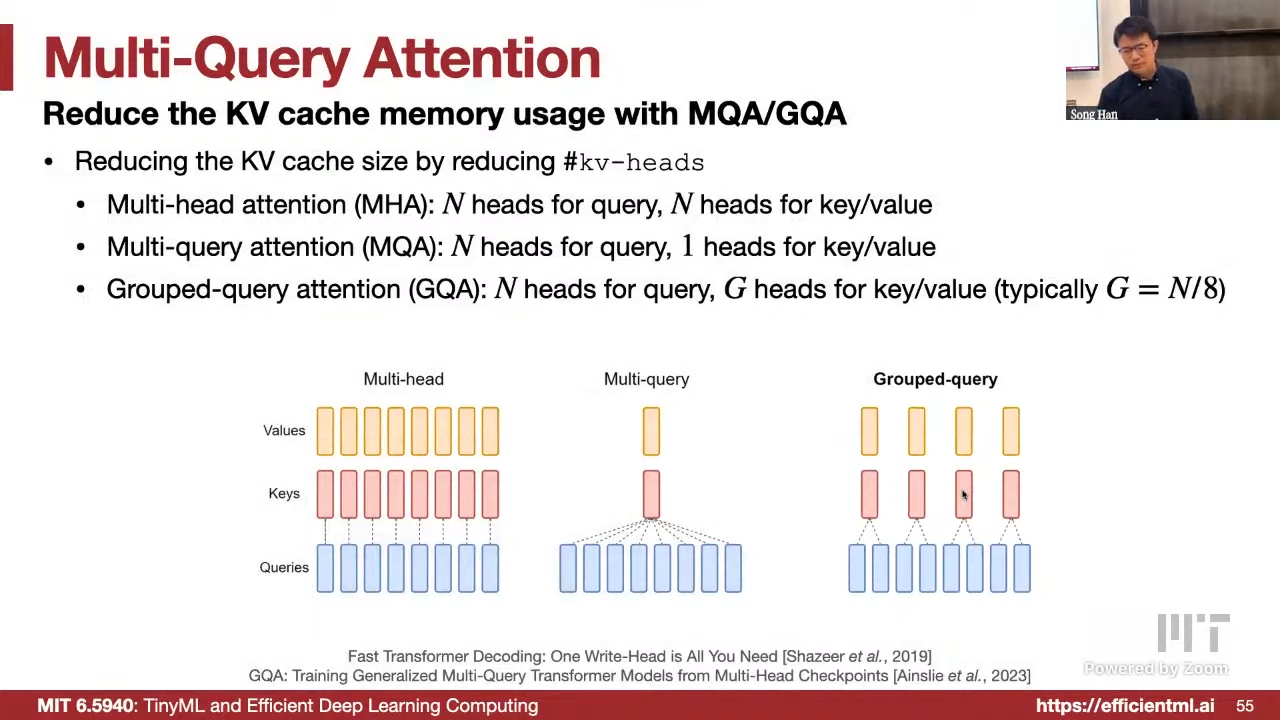 Multi-Query Attention
Song Han
Reduce the KV cache memory usage with MQA/GQA
• Reducing the KV cache size by reducing #kv-heads
• Multi-head attention (MHA): N heads for query, N heads for key/value
• Multi-query attention (MQA): N heads for query, 1 heads for key/value
• Grouped-query attention (GQA): N heads for query, G heads for key/value (typically G = N/8)
Multi-head Multi-query Grouped-query
Values
Keys
Queries
MIT
Powered by Zoom
Fast Transformer Decoding: One Write-Head is All You Need [Shazeer et al., 2019]
GQA: Training Generalized Multi-Query Transformer Models from Multi-Head Checkpoints [Ainslie et al., 2023]
MIT 6.5940: TinyML and Efficient Deep Learning Computing https://efficientml.ai 55